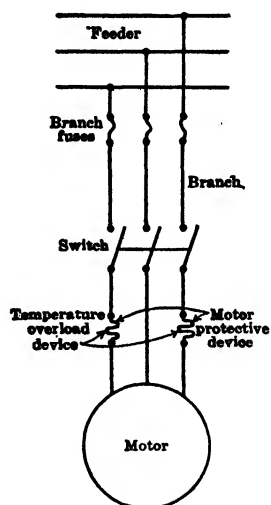 Feeder
Branch
fuses
Branch
Switch
Temperature
overload
device
Motor
protective
device
Motor